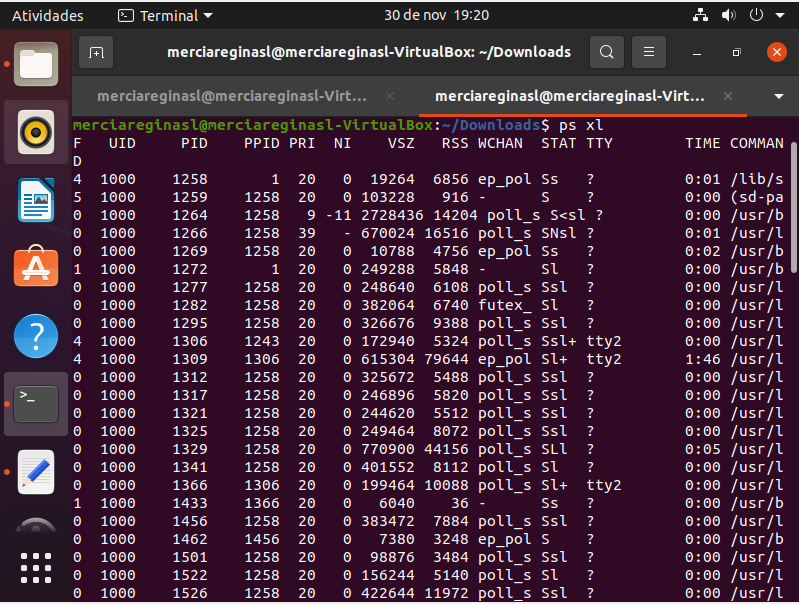 Atividades Terminal 30 de nov 19:20
merciareginasl@merciareginasl-VirtualBox: ~/Downloads
merciareginasl@merciareginasl-Virt... merciareginasl@merciareginasl-Virt...
merciareginasl@merciareginasl-VirtualBox:~/Downloads$ ps xl
F   UID     PID    PPID PRI  NI    VSZ   RSS WCHAN  STAT TTY        TIME COMMAN
D
4  1000    1258       1  20   0  19264  6856 ep_pol Ss   ?          0:01 /lib/s
5  1000    1259    1258  20   0 103228   916 -      S    ?          0:00 (sd-pa
0  1000    1264    1258   9 -11 2728436 14204 poll_s S<sl ?         0:00 /usr/b
0  1000    1266    1258  39   - 670024 16516 poll_s SNsl ?          0:01 /usr/l
0  1000    1269    1258  20   0  10788  4756 ep_pol Ss   ?          0:02 /usr/b
1  1000    1272       1  20   0 249288  5848 -      Sl   ?          0:00 /usr/b
0  1000    1277    1258  20   0 248640  6108 poll_s Ssl  ?          0:00 /usr/l
0  1000    1282    1258  20   0 382064  6740 futex_ Sl   ?          0:00 /usr/l
0  1000    1295    1258  20   0 326676  9388 poll_s Ssl  ?          0:00 /usr/l
4  1000    1306    1243  20   0 172940  5324 poll_s Ssl+ tty2       0:00 /usr/l
4  1000    1309    1306  20   0 615304 79644 ep_pol Sl+  tty2       1:46 /usr/l
0  1000    1312    1258  20   0 325672  5488 poll_s Ssl  ?          0:00 /usr/l
0  1000    1317    1258  20   0 246896  5820 poll_s Ssl  ?          0:00 /usr/l
0  1000    1321    1258  20   0 244620  5512 poll_s Ssl  ?          0:00 /usr/l
0  1000    1325    1258  20   0 249464  8072 poll_s Ssl  ?          0:00 /usr/l
0  1000    1329    1258  20   0 770900 44156 poll_s SLl  ?          0:05 /usr/l
0  1000    1341    1258  20   0 401552  8112 poll_s Sl   ?          0:00 /usr/l
0  1000    1366    1306  20   0 199464 10088 poll_s Sl+  tty2       0:00 /usr/l
1  1000    1433    1366  20   0   6040    36 -      Ss   ?          0:00 /usr/b
0  1000    1456    1258  20   0 383472  7884 poll_s Ssl  ?          0:00 /usr/l
0  1000    1462    1456  20   0   7380  3248 ep_pol S    ?          0:00 /usr/b
0  1000    1501    1258  20   0  98876  3484 poll_s Ssl  ?          0:00 /usr/l
0  1000    1522    1258  20   0 156244  5140 poll_s Sl   ?          0:00 /usr/l
0  1000    1526    1258  20   0 422644 11972 poll_s Ssl  ?          0:00 /usr/l